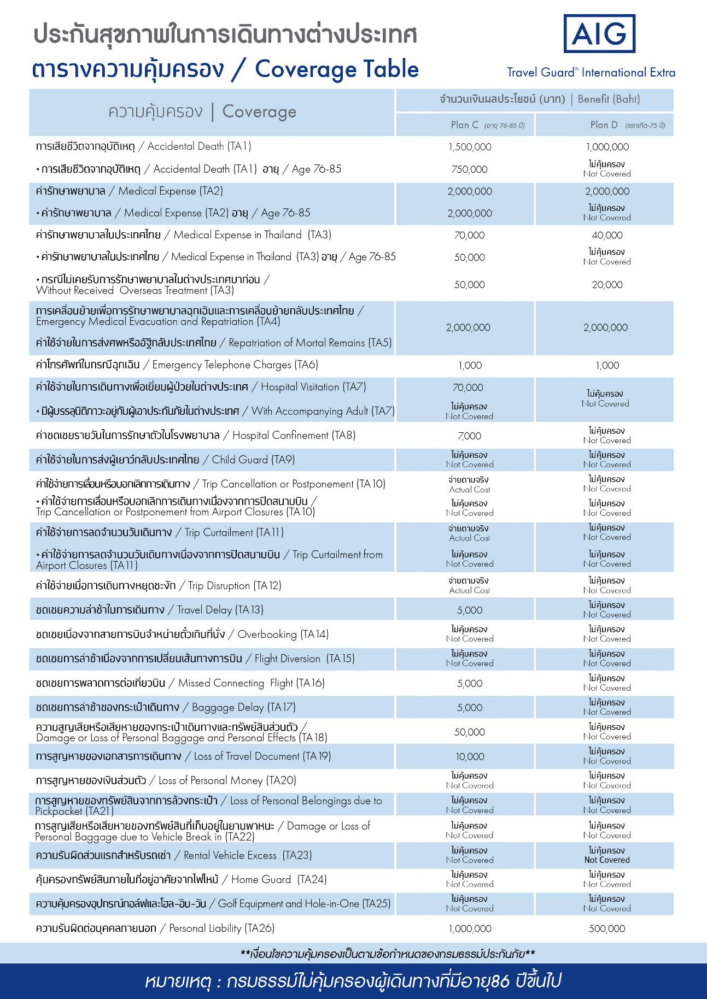 ประกันสุขภาพในการเดินทางต่างประเทศ
AIG
ตารางความคุ้มครอง / Coverage Table
Travel Guard® International Extra
ความคุ้มครอง | Coverage
จำนวนเงินผลประโยชน์ (บาท) | Benefit (Baht)
Plan C (อายุ 76-85 ปี)
Plan D (แรกเกิด-75 ปี)
การเสียชีวิตจากอุบัติเหตุ / Accidental Death (TA1)
1,500,000
1,000,000
• การเสียชีวิตจากอุบัติเหตุ / Accidental Death (TA1) อายุ / Age 76-85
750,000
ไม่คุ้มครอง
Not Covered
ค่ารักษาพยาบาล / Medical Expense (TA2)
2,000,000
2,000,000
• ค่ารักษาพยาบาล / Medical Expense (TA2) อายุ / Age 76-85
2,000,000
ไม่คุ้มครอง
Not Covered
ค่ารักษาพยาบาลในประเทศไทย / Medical Expense in Thailand (TA3)
70,000
40,000
• ค่ารักษาพยาบาลในประเทศไทย / Medical Expense in Thailand (TA3) อายุ / Age 76-85
50,000
ไม่คุ้มครอง
Not Covered
• กรณีไม่เคยรับการรักษาพยาบาลในต่างประเทศมาก่อน /
Without Received Overseas Treatment (TA3)
50,000
20,000
การเคลื่อนย้ายเพื่อการรักษาพยาบาลฉุกเฉินและการเคลื่อนย้ายกลับประเทศไทย /
Emergency Medical Evacuation and Repatriation (TA4)
2,000,000
2,000,000
ค่าใช้จ่ายในการส่งศพหรืออัฐิกลับประเทศไทย / Repatriation of Mortal Remains (TA5)
ค่าโทรศัพท์ในกรณีฉุกเฉิน / Emergency Telephone Charges (TA6)
1,000
1,000
ค่าใช้จ่ายในการเดินทางเพื่อเยี่ยมผู้ป่วยในต่างประเทศ / Hospital Visitation (TA7)
70,000
ไม่คุ้มครอง
Not Covered
• มีผู้บรรลุนิติภาวะอยู่กับผู้เอาประกันภัยในต่างประเทศ / With Accompanying Adult (TA7)
ไม่คุ้มครอง
Not Covered
ค่าชดเชยรายวันในการรักษาตัวในโรงพยาบาล / Hospital Confinement (TA8)
7,000
ไม่คุ้มครอง
Not Covered
ค่าใช้จ่ายในการส่งผู้เยาว์กลับประเทศไทย / Child Guard (TA9)
ไม่คุ้มครอง
Not Covered
ไม่คุ้มครอง
Not Covered
ค่าใช้จ่ายการเลื่อนหรือบอกเลิกการเดินทาง / Trip Cancellation or Postponement (TA10)
จ่ายตามจริง
Actual Cost
ไม่คุ้มครอง
Not Covered
• ค่าใช้จ่ายการเลื่อนหรือบอกเลิกการเดินทางเนื่องจากการปิดสนามบิน /
Trip Cancellation or Postponement from Airport Closures (TA10)
ไม่คุ้มครอง
Not Covered
ไม่คุ้มครอง
Not Covered
ค่าใช้จ่ายการลดจำนวนวันเดินทาง / Trip Curtailment (TA11)
จ่ายตามจริง
Actual Cost
ไม่คุ้มครอง
Not Covered
• ค่าใช้จ่ายการลดจำนวนวันเดินทางเนื่องจากการปิดสนามบิน / Trip Curtailment from
Airport Closures (TA11)
ไม่คุ้มครอง
Not Covered
ไม่คุ้มครอง
Not Covered
ค่าใช้จ่ายเมื่อการเดินทางหยุดชะงัก / Trip Disruption (TA12)
จ่ายตามจริง
Actual Cost
ไม่คุ้มครอง
Not Covered
ชดเชยความล่าช้าในการเดินทาง / Travel Delay (TA13)
5,000
ไม่คุ้มครอง
Not Covered
ชดเชยเนื่องจากสายการบินจำหน่ายตั๋วเกินที่นั่ง / Overbooking (TA14)
ไม่คุ้มครอง
Not Covered
ไม่คุ้มครอง
Not Covered
ชดเชยการล่าช้าเนื่องจากการเปลี่ยนเส้นทางการบิน / Flight Diversion (TA15)
ไม่คุ้มครอง
Not Covered
ไม่คุ้มครอง
Not Covered
ชดเชยการพลาดการต่อเที่ยวบิน / Missed Connecting Flight (TA16)
5,000
ไม่คุ้มครอง
Not Covered
ชดเชยการล่าช้าของกระเป๋าเดินทาง / Baggage Delay (TA17)
5,000
ไม่คุ้มครอง
Not Covered
ความสูญเสียหรือเสียหายของกระเป๋าเดินทางและทรัพย์สินส่วนตัว /
Damage or Loss of Personal Baggage and Personal Effects (TA18)
50,000
ไม่คุ้มครอง
Not Covered
การสูญหายของเอกสารการเดินทาง / Loss of Travel Document (TA19)
10,000
ไม่คุ้มครอง
Not Covered
การสูญหายของเงินส่วนตัว / Loss of Personal Money (TA20)
ไม่คุ้มครอง
Not Covered
ไม่คุ้มครอง
Not Covered
การสูญหายของทรัพย์สินจากการล้วงกระเป๋า / Loss of Personal Belongings due to
Pickpocket (TA21)
ไม่คุ้มครอง
Not Covered
ไม่คุ้มครอง
Not Covered
การสูญเสียหรือเสียหายของทรัพย์สินที่เก็บอยู่ในยานพาหนะ / Damage or Loss of
Personal Baggage due to Vehicle Break in (TA22)
ไม่คุ้มครอง
Not Covered
ไม่คุ้มครอง
Not Covered
ความรับผิดส่วนแรกสำหรับรถเช่า / Rental Vehicle Excess (TA23)
ไม่คุ้มครอง
Not Covered
ไม่คุ้มครอง
Not Covered
คุ้มครองทรัพย์สินภายในที่อยู่อาศัยจากไฟไหม้ / Home Guard (TA24)
ไม่คุ้มครอง
Not Covered
ไม่คุ้มครอง
Not Covered
ความคุ้มครองอุปกรณ์กอล์ฟและโฮล-อิน-วัน / Golf Equipment and Hole-in-One (TA25)
ไม่คุ้มครอง
Not Covered
ไม่คุ้มครอง
Not Covered
ความรับผิดต่อบุคคลภายนอก / Personal Liability (TA26)
1,000,000
500,000
**เงื่อนไขความคุ้มครองเป็นตามข้อกำหนดของกรมธรรม์ประกันภัย**
หมายเหตุ : กรมธรรม์ไม่คุ้มครองผู้เดินทางที่มีอายุ86 ปีขึ้นไป